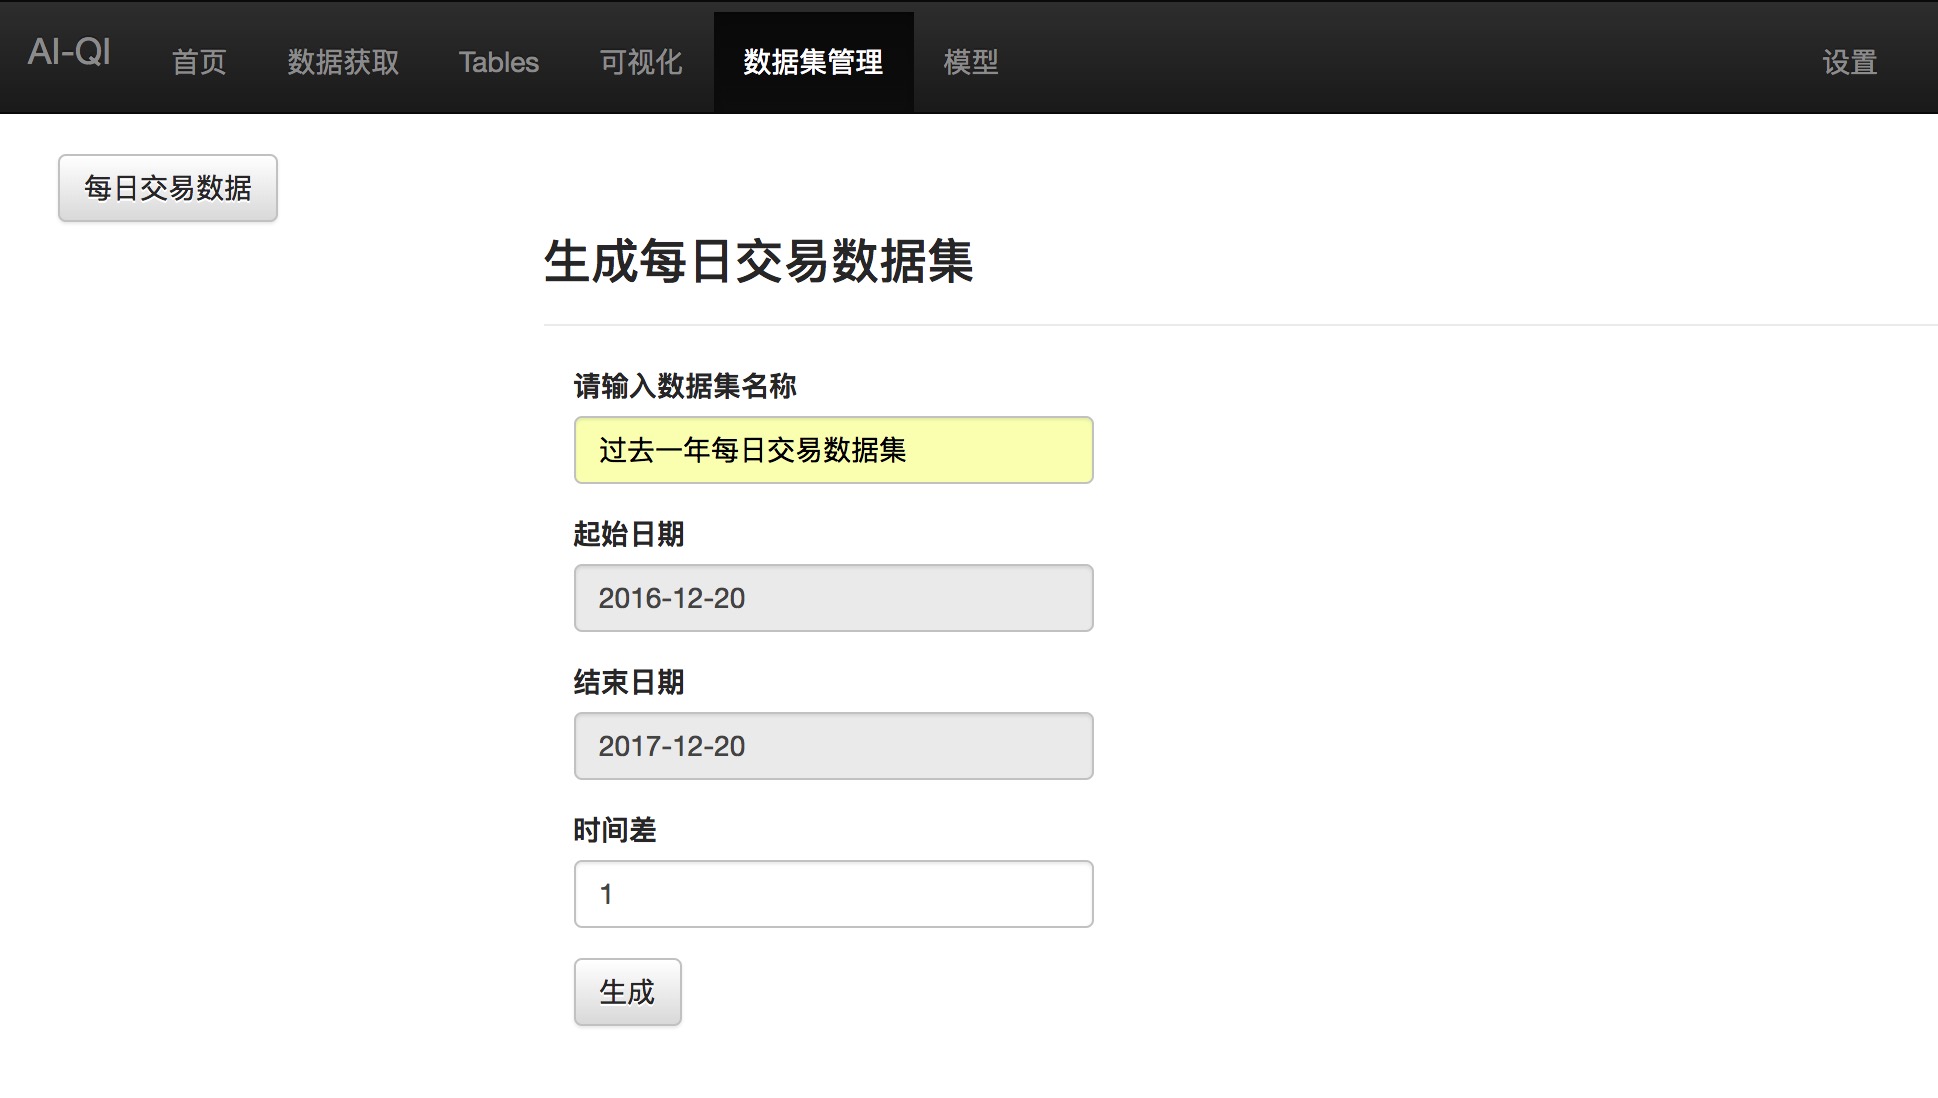 AI-QI 首页 数据获取 Tables 可视化 数据集管理 模型 设置
每日交易数据
生成每日交易数据集
请输入数据集名称
过去一年每日交易数据集
起始日期
2016-12-20
结束日期
2017-12-20
时间差
1
生成